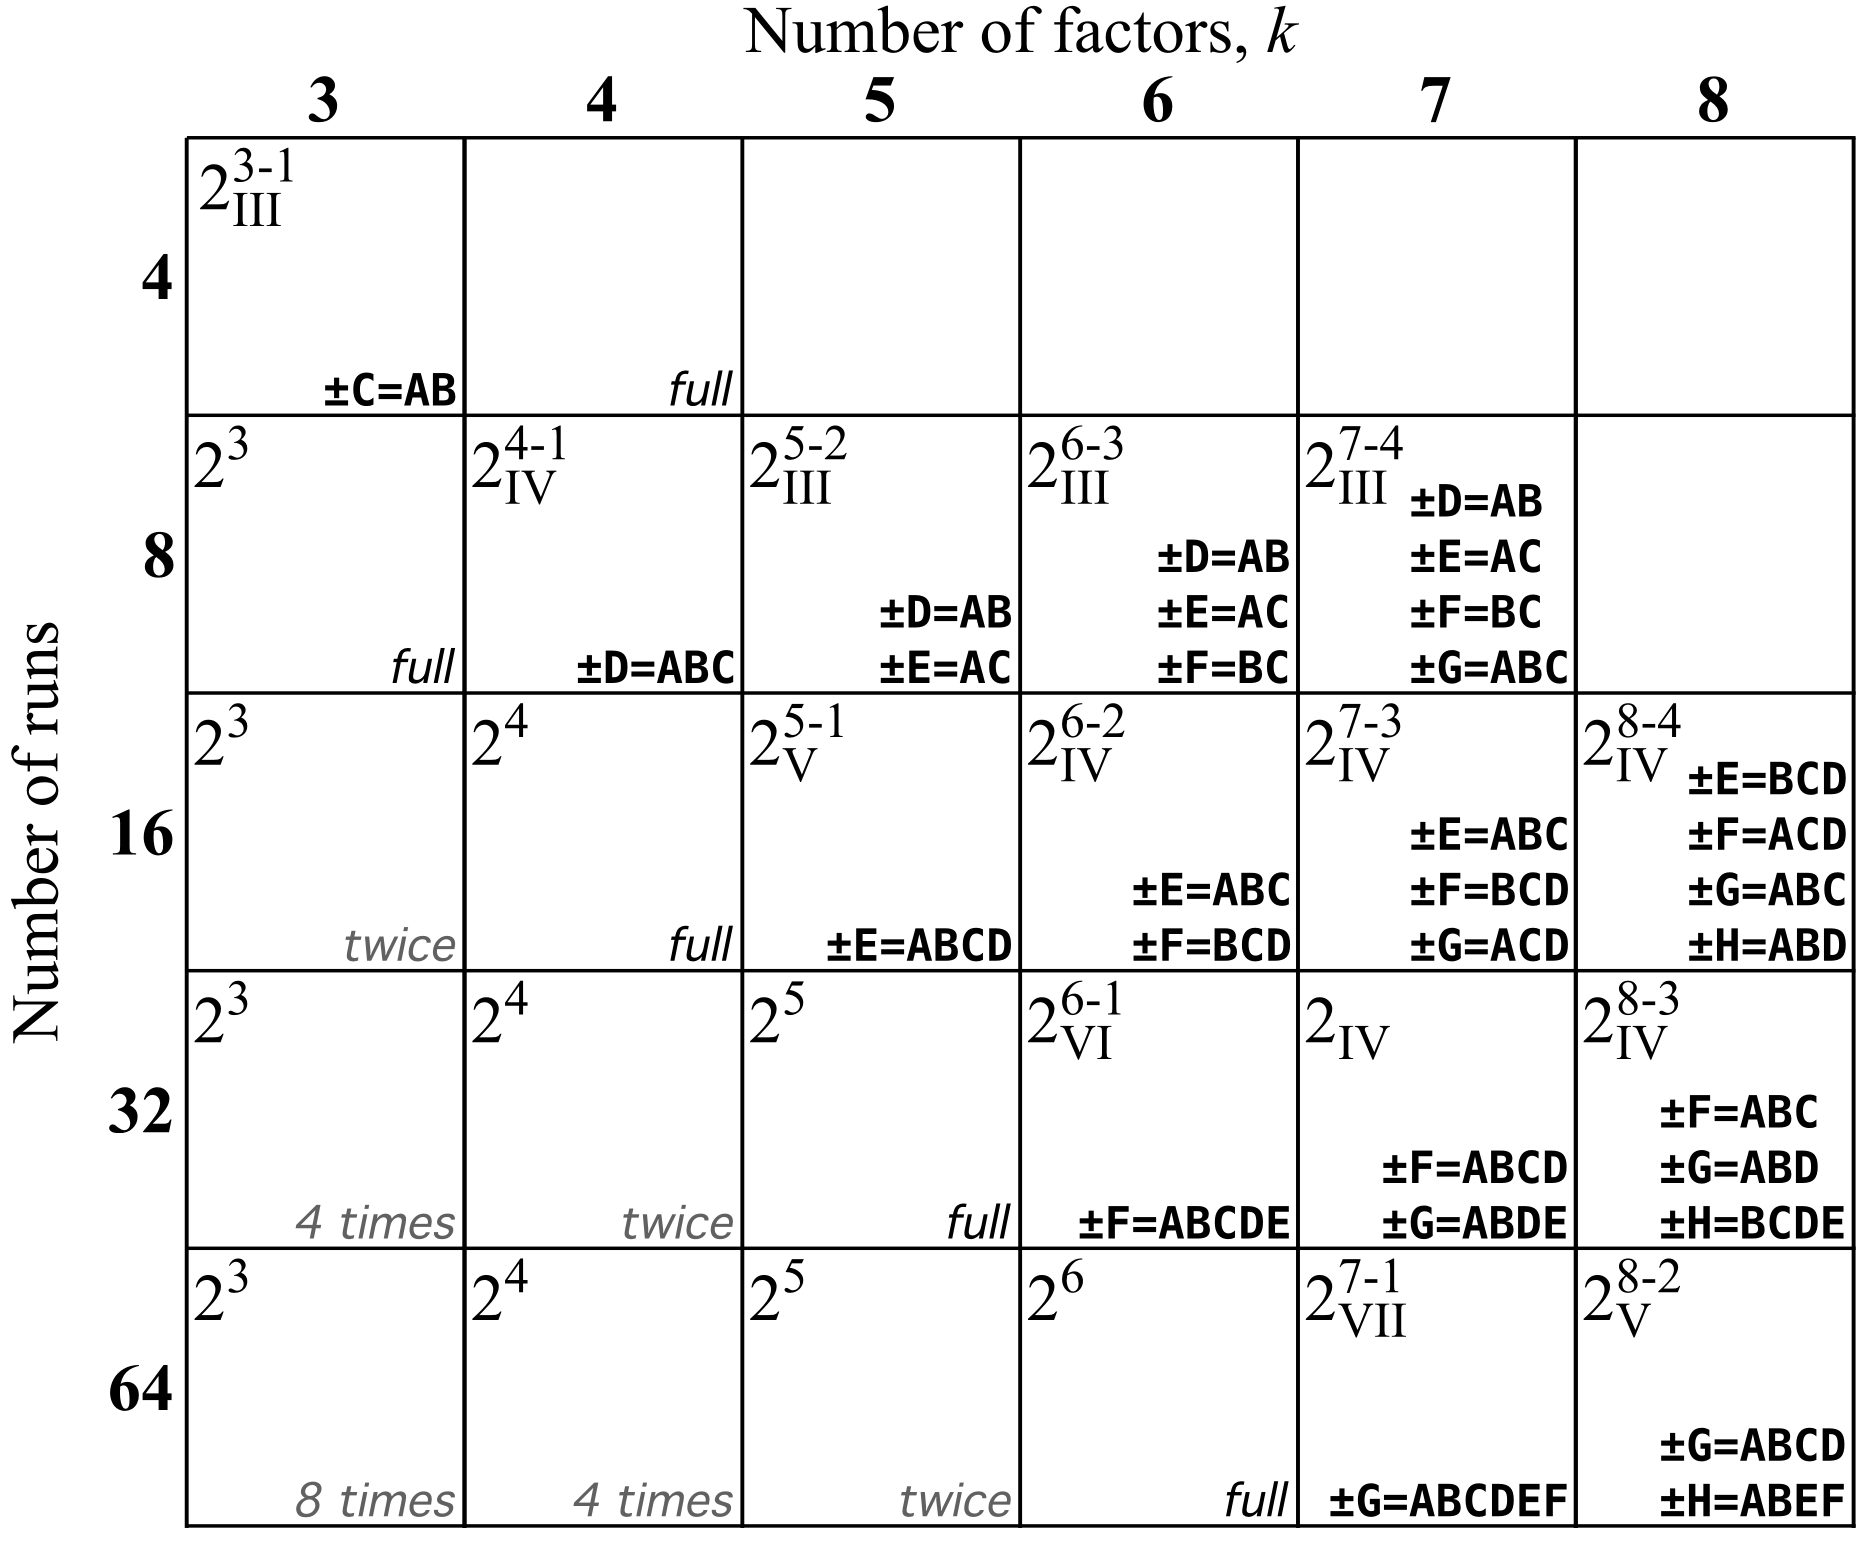 Number of factors, k
3 4 5 6 7 8
Number of runs
4
2 3-1 III
±C=AB
full
8
2 3
full
2 4-1 IV
±D=ABC
2 5-2 III
±D=AB
±E=AC
2 6-3 III
±D=AB
±E=AC
±F=BC
2 7-4 III
±D=AB
±E=AC
±F=BC
±G=ABC
16
2 3
twice
2 4
full
2 5-1 V
±E=ABCD
2 6-2 IV
±E=ABC
±F=BCD
2 7-3 IV
±E=ABC
±F=BCD
±G=ACD
2 8-4 IV
±E=BCD
±F=ACD
±G=ABC
±H=ABD
32
2 3
4 times
2 4
twice
2 5
full
2 6-1 VI
±F=ABCDE
2 IV
±F=ABCD
±G=ABDE
2 8-3 IV
±F=ABC
±G=ABD
±H=BCDE
64
2 3
8 times
2 4
4 times
2 5
twice
2 6
full
2 7-1 VII
±G=ABCDEF
2 8-2 V
±G=ABCD
±H=ABEF